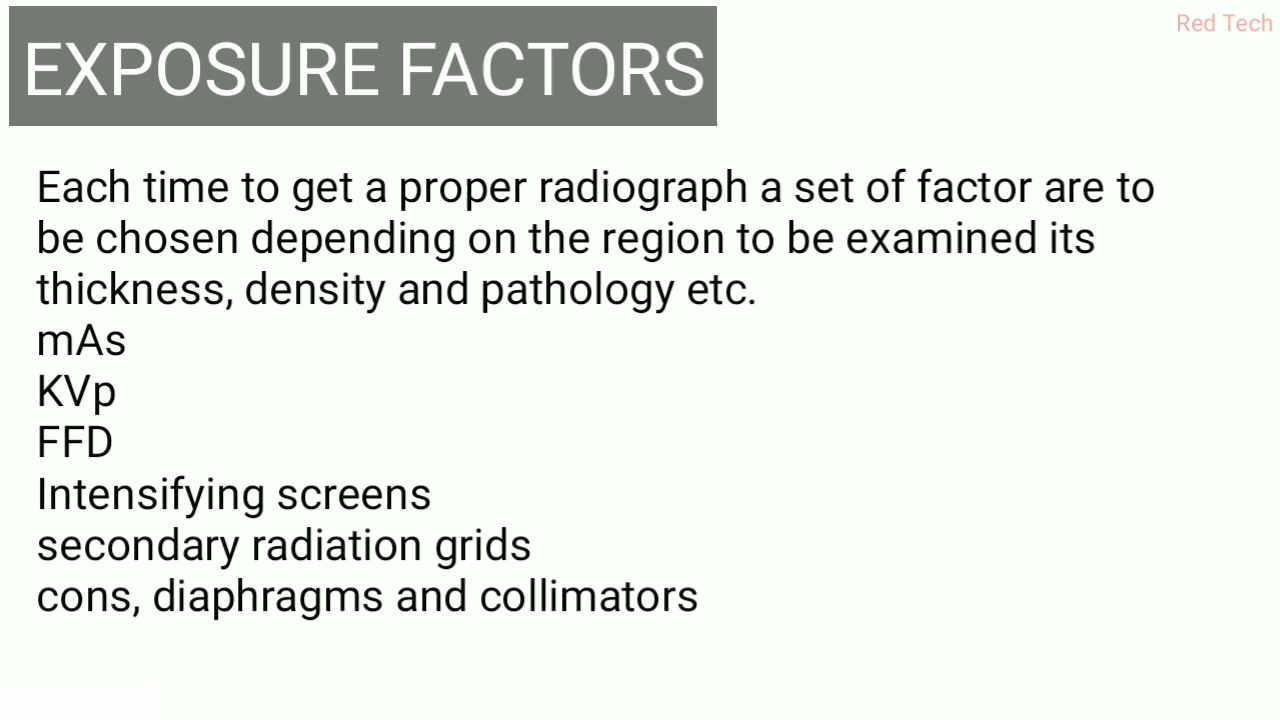 Red Tech
EXPOSURE FACTORS
Each time to get a proper radiograph a set of factor are to
be chosen depending on the region to be examined its
thickness, density and pathology etc.
mAs
KVp
FFD
Intensifying screens
secondary radiation grids
cons, diaphragms and collimators